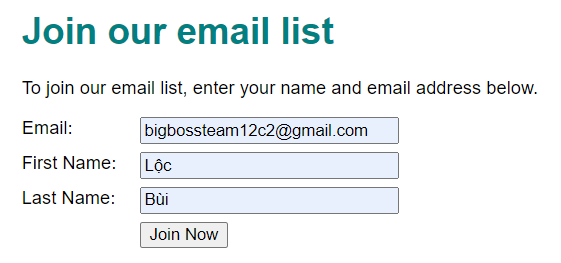 Join our email list
To join our email list, enter your name and email address below.
Email: bigbossteam12c2@gmail.com
First Name: Lộc
Last Name: Bùi
Join Now